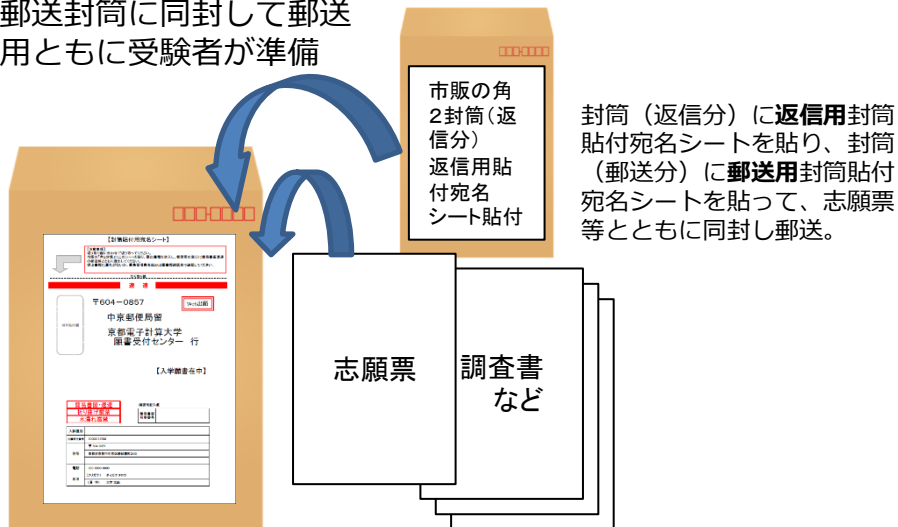 郵送封筒に同封して郵送
用ともに受験者が準備
市販の角
2封筒(返
信分)
返信用貼
付宛名
シート貼付
封筒（返信分）に返信用封筒
貼付宛名シートを貼り、封筒
（郵送分）に郵送用封筒貼付
宛名シートを貼って、志願票
等とともに同封し郵送。
【封筒貼付用宛名シート】
速 達
〒604－0857
中京郵便局留
京都電子計算大学
願書受付センター 行
【入学願書在中】
志願票
調査書
など